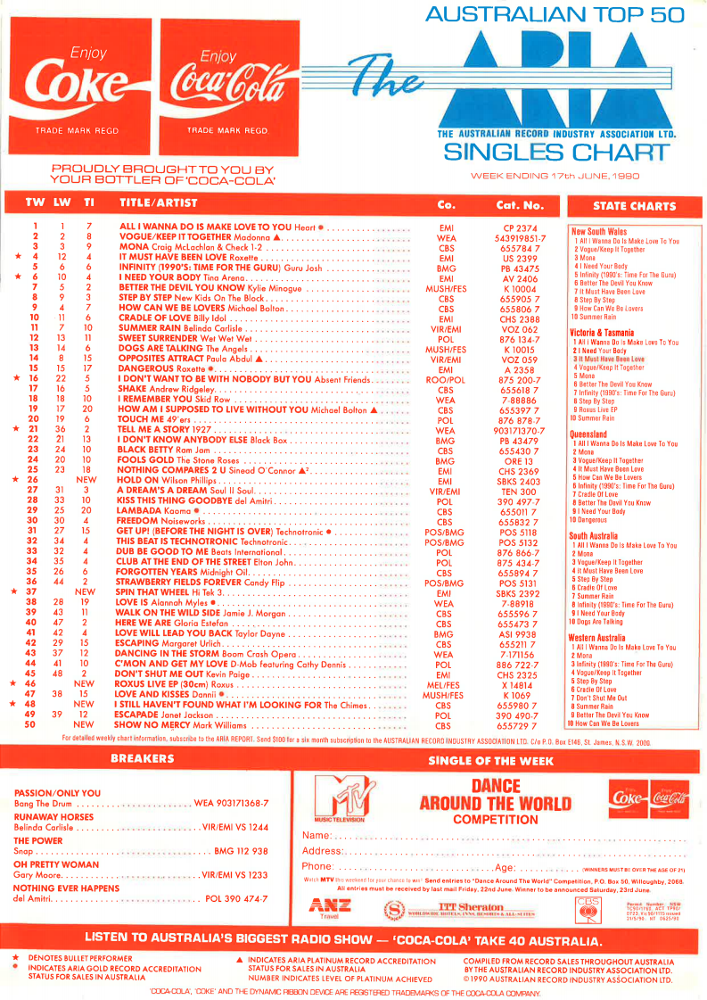 AUSTRALIAN TOP 50
Enjoy
Coke
TRADE MARK REGD
Enjoy
Coca-Cola
TRADE MARK REGD.
The ARIA
THE AUSTRALIAN RECORD INDUSTRY ASSOCIATION LTD.
SINGLES CHART
PROUDLY BROUGHT TO YOU BY
YOUR BOTTLER OF 'COCA-COLA'
WEEK ENDING 17th JUNE, 1990
TW LW TI TITLE/ARTIST Co. Cat. No.
1 1 7 ALL I WANNA DO IS MAKE LOVE TO YOU Heart ● EMI CP 2374
2 2 8 VOGUE/KEEP IT TOGETHER Madonna ▲ WEA 543919851-7
3 3 9 MONA Craig McLachlan & Check 1-2 CBS 655784 7
★ 4 12 4 IT MUST HAVE BEEN LOVE Roxette EMI US 2399
5 6 6 INFINITY (1990'S: TIME FOR THE GURU) Guru Josh BMG PB 43475
★ 6 10 4 I NEED YOUR BODY Tina Arena EMI AV 2406
7 5 2 BETTER THE DEVIL YOU KNOW Kylie Minogue MUSH/FES K 10004
8 9 3 STEP BY STEP New Kids On The Block CBS 655905 7
9 4 7 HOW CAN WE BE LOVERS Michael Bolton CBS 655806 7
10 11 6 CRADLE OF LOVE Billy Idol EMI CHS 2388
11 7 10 SUMMER RAIN Belinda Carlisle VIR/EMI VOZ 062
12 13 11 SWEET SURRENDER Wet Wet Wet POL 876 134-7
13 14 6 DOGS ARE TALKING The Angels MUSH/FES K 10015
14 8 15 OPPOSITES ATTRACT Paula Abdul ▲ VIR/EMI VOZ 059
15 15 17 DANGEROUS Roxette ● EMI A 2358
★ 16 22 5 I DON'T WANT TO BE WITH NOBODY BUT YOU Absent Friends ROO/POL 875 200-7
17 16 5 SHAKE Andrew Ridgeley CBS 655618 7
18 18 10 I REMEMBER YOU Skid Row WEA 7-88886
19 17 20 HOW AM I SUPPOSED TO LIVE WITHOUT YOU Michael Bolton ▲ CBS 655397 7
20 19 6 TOUCH ME 49'ers POL 876 878-7
★ 21 36 2 TELL ME A STORY 1927 WEA 903171370-7
22 21 13 I DON'T KNOW ANYBODY ELSE Black Box BMG PB 43479
23 24 10 BLACK BETTY Ram Jam CBS 655430 7
24 20 10 FOOLS GOLD The Stone Roses BMG ORE 13
25 23 18 NOTHING COMPARES 2 U Sinead O'Connor ▲² EMI CHS 2369
★ 26 NEW HOLD ON Wilson Phillips EMI SBKS 2403
27 31 3 A DREAM'S A DREAM Soul II Soul VIR/EMI TEN 300
28 33 10 KISS THIS THING GOODBYE del Amitri POL 390 497-7
29 25 20 LAMBADA Kaoma ● CBS 655011 7
30 30 4 FREEDOM Noiseworks CBS 655832 7
31 27 15 GET UP! (BEFORE THE NIGHT IS OVER) Technotronic ● POS/BMG POS 5118
32 34 4 THIS BEAT IS TECHNOTRONIC Technotronic POS/BMG POS 5132
33 32 4 DUB BE GOOD TO ME Beats International POL 876 866-7
34 35 4 CLUB AT THE END OF THE STREET Elton John POL 875 434-7
35 26 6 FORGOTTEN YEARS Midnight Oil CBS 655894 7
36 44 2 STRAWBERRY FIELDS FOREVER Candy Flip POS/BMG POS 5131
★ 37 NEW SPIN THAT WHEEL Hi Tek 3 EMI SBKS 2392
38 28 19 LOVE IS Alannah Myles ● WEA 7-88918
39 43 11 WALK ON THE WILD SIDE Jamie J. Morgan CBS 655596 7
40 47 2 HERE WE ARE Gloria Estefan CBS 655473 7
41 42 4 LOVE WILL LEAD YOU BACK Taylor Dayne BMG ASI 9938
42 29 15 ESCAPING Margaret Urlich CBS 655211 7
43 37 12 DANCING IN THE STORM Boom Crash Opera WEA 7-171156
44 41 10 C'MON AND GET MY LOVE D-Mob featuring Cathy Dennis POL 886 722-7
45 48 2 DON'T SHUT ME OUT Kevin Paige EMI CHS 2325
★ 46 NEW ROXUS LIVE EP (30cm) Roxus MEL/FES X 14814
47 38 15 LOVE AND KISSES Dannii ● MUSH/FES K 1069
★ 48 NEW I STILL HAVEN'T FOUND WHAT I'M LOOKING FOR The Chimes CBS 655980 7
49 39 12 ESCAPADE Janet Jackson POL 390 490-7
50 NEW SHOW NO MERCY Mark Williams CBS 655729 7
STATE CHARTS
New South Wales
1 All I Wanna Do Is Make Love To You
2 Vogue/Keep It Together
3 Mona
4 I Need Your Body
5 Infinity (1990's: Time For The Guru)
6 Better The Devil You Know
7 It Must Have Been Love
8 Step By Step
9 How Can We Be Lovers
10 Summer Rain
Victoria & Tasmania
1 All I Wanna Do Is Make Love To You
2 I Need Your Body
3 It Must Have Been Love
4 Vogue/Keep It Together
5 Mona
6 Better The Devil You Know
7 Infinity (1990's: Time For The Guru)
8 Step By Step
9 Roxus Live EP
10 Summer Rain
Queensland
1 All I Wanna Do Is Make Love To You
2 Mona
3 Vogue/Keep It Together
4 It Must Have Been Love
5 How Can We Be Lovers
6 Infinity (1990's: Time For The Guru)
7 Cradle Of Love
8 Better The Devil You Know
9 I Need Your Body
10 Dangerous
South Australia
1 All I Wanna Do Is Make Love To You
2 Mona
3 Vogue/Keep It Together
4 It Must Have Been Love
5 Step By Step
6 Cradle Of Love
7 Summer Rain
8 Infinity (1990's: Time For The Guru)
9 I Need Your Body
10 Dogs Are Talking
Western Australia
1 All I Wanna Do Is Make Love To You
2 Mona
3 Infinity (1990's: Time For The Guru)
4 Vogue/Keep It Together
5 Step By Step
6 Cradle Of Love
7 Don't Shut Me Out
8 Summer Rain
9 Better The Devil You Know
10 How Can We Be Lovers
For detailed weekly chart information, subscribe to the ARIA REPORT. Send $100 for a six month subscription to the AUSTRALIAN RECORD INDUSTRY ASSOCIATION LTD. C/o P.O. Box E146, St. James, N.S.W. 2000.
BREAKERS
PASSION/ONLY YOU
Bang The Drum WEA 903171368-7
RUNAWAY HORSES
Belinda Carlisle VIR/EMI VS 1244
THE POWER
Snap BMG 112 938
OH PRETTY WOMAN
Gary Moore VIR/EMI VS 1233
NOTHING EVER HAPPENS
del Amitri POL 390 474-7
SINGLE OF THE WEEK
MTV
MUSIC TELEVISION
DANCE
AROUND THE WORLD
COMPETITION
Enjoy Coke
Enjoy Coca-Cola
Name:
Address:
Phone: Age: (WINNERS MUST BE OVER THE AGE OF 21)
Watch MTV this weekend for your chance to win! Send entries to "Dance Around The World" Competition, P.O. Box 50, Willoughby, 2068.
All entries must be received by last mail Friday, 22nd June. Winner to be announced Saturday, 23rd June.
ANZ
Travel
ITT Sheraton
WORLDWIDE HOTELS, INNS, RESORTS & ALL-SUITES
CBS
Permit Number. NSW
TC90/1760. ACT TP90/
0723. Vic 90/1115 issued
21/5/90. NT 0625/90
LISTEN TO AUSTRALIA'S BIGGEST RADIO SHOW — 'COCA-COLA' TAKE 40 AUSTRALIA.
★ DENOTES BULLET PERFORMER
● INDICATES ARIA GOLD RECORD ACCREDITATION
STATUS FOR SALES IN AUSTRALIA
▲ INDICATES ARIA PLATINUM RECORD ACCREDITATION
STATUS FOR SALES IN AUSTRALIA
NUMBER INDICATES LEVEL OF PLATINUM ACHIEVED
COMPILED FROM RECORD SALES THROUGHOUT AUSTRALIA
BY THE AUSTRALIAN RECORD INDUSTRY ASSOCIATION LTD.
©1990 AUSTRALIAN RECORD INDUSTRY ASSOCIATION LTD.
'COCA-COLA', 'COKE' AND THE DYNAMIC RIBBON DEVICE ARE REGISTERED TRADEMARKS OF THE COCA-COLA COMPANY.